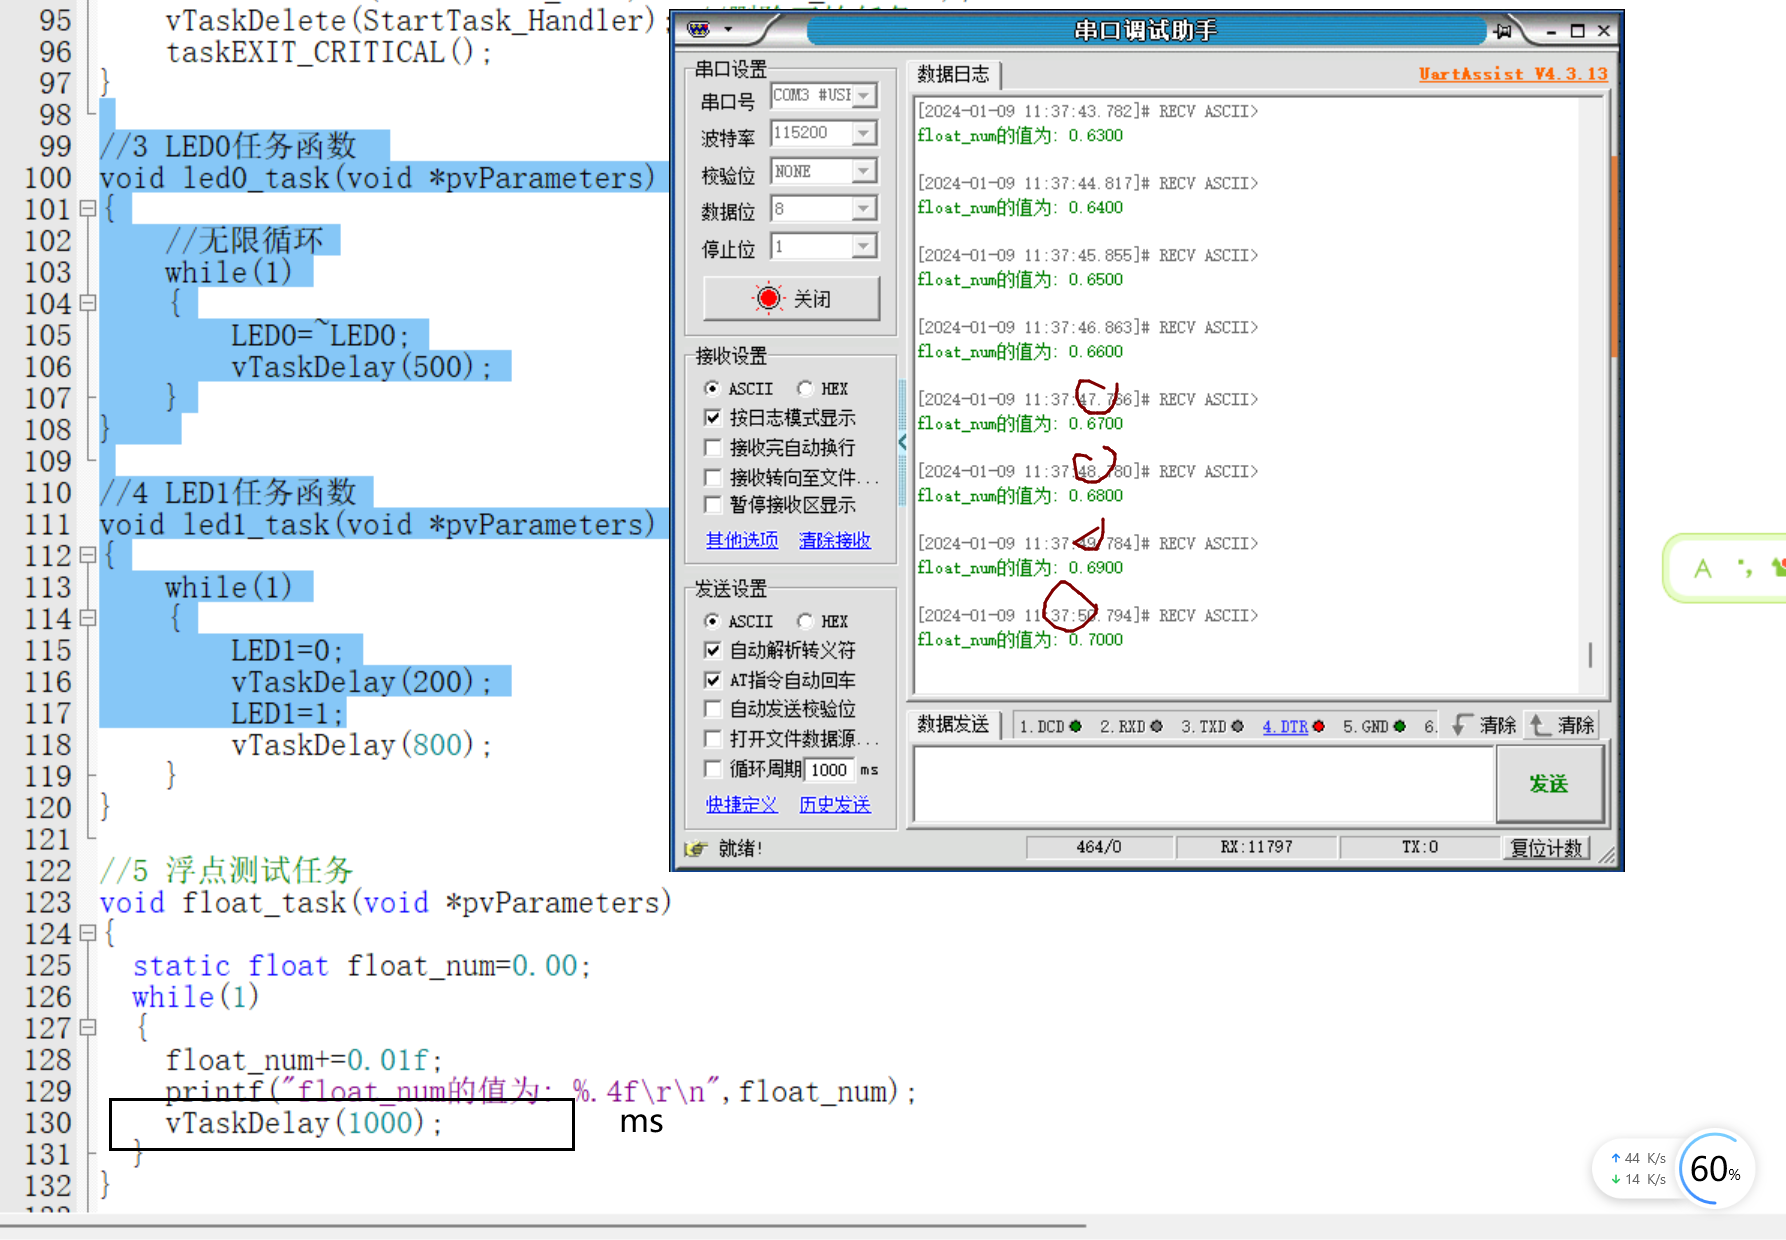 95 vTaskDelete(StartTask_Handler);
96 taskEXIT_CRITICAL();
97 }
98
99 //3 LED0任务函数
100 void led0_task(void *pvParameters)
101 {
102 //无限循环
103 while(1)
104 {
105 LED0=~LED0;
106 vTaskDelay(500);
107 }
108 }
109
110 //4 LED1任务函数
111 void led1_task(void *pvParameters)
112 {
113 while(1)
114 {
115 LED1=0;
116 vTaskDelay(200);
117 LED1=1;
118 vTaskDelay(800);
119 }
120 }
121
122 //5 浮点测试任务
123 void float_task(void *pvParameters)
124 {
125 static float float_num=0.00;
126 while(1)
127 {
128 float_num+=0.01f;
129 printf("float_num的值为: %.4f\r\n",float_num);
130 vTaskDelay(1000); ms
131 }
132 }
串口调试助手
串口设置
串口号 COM3 #USI
波特率 115200
校验位 NONE
数据位 8
停止位 1
关闭
接收设置
ASCII HEX
按日志模式显示
接收完自动换行
接收转向至文件...
暂停接收区显示
其他选项 清除接收
发送设置
ASCII HEX
自动解析转义符
AT指令自动回车
自动发送校验位
打开文件数据源...
循环周期 1000 ms
快捷定义 历史发送
数据日志 UartAssist V4.3.13
[2024-01-09 11:37:43.782]# RECV ASCII>
float_num的值为: 0.6300
[2024-01-09 11:37:44.817]# RECV ASCII>
float_num的值为: 0.6400
[2024-01-09 11:37:45.855]# RECV ASCII>
float_num的值为: 0.6500
[2024-01-09 11:37:46.863]# RECV ASCII>
float_num的值为: 0.6600
[2024-01-09 11:37:47.766]# RECV ASCII>
float_num的值为: 0.6700
[2024-01-09 11:37:48.780]# RECV ASCII>
float_num的值为: 0.6800
[2024-01-09 11:37:49.784]# RECV ASCII>
float_num的值为: 0.6900
[2024-01-09 11:37:50.794]# RECV ASCII>
float_num的值为: 0.7000
数据发送 1.DCD 2.RXD 3.TXD 4.DTR 5.GND 6. 清除 清除
发送
就绪! 464/0 RX:11797 TX:0 复位计数
A
44 K/s
14 K/s
60%